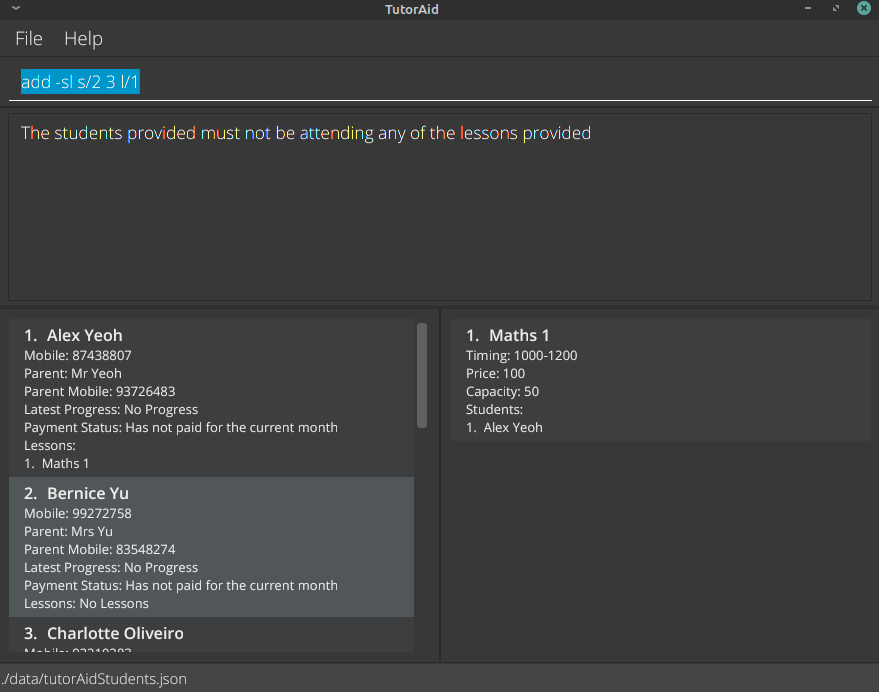 TutorAid
File Help
add -sl s/2 3 l/1
The students provided must not be attending any of the lessons provided
1. Alex Yeoh
Mobile: 87438807
Parent: Mr Yeoh
Parent Mobile: 93726483
Latest Progress: No Progress
Payment Status: Has not paid for the current month
Lessons:
1. Maths 1
2. Bernice Yu
Mobile: 99272758
Parent: Mrs Yu
Parent Mobile: 83548274
Latest Progress: No Progress
Payment Status: Has not paid for the current month
Lessons: No Lessons
3. Charlotte Oliveiro
1. Maths 1
Timing: 1000-1200
Price: 100
Capacity: 50
Students:
1. Alex Yeoh
./data/tutorAidStudents.json